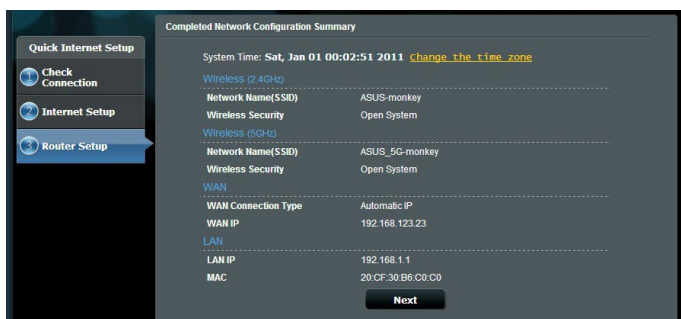 Completed Network Configuration Summary
Quick Internet Setup
1 Check Connection
2 Internet Setup
3 Router Setup
System Time: Sat, Jan 01 00:02:51 2011 Change the time zone
Wireless (2.4GHz)
Network Name(SSID) ASUS-monkey
Wireless Security Open System
Wireless (5GHz)
Network Name(SSID) ASUS_5G-monkey
Wireless Security Open System
WAN
WAN Connection Type Automatic IP
WAN IP 192.168.123.23
LAN
LAN IP 192.168.1.1
MAC 20:CF:30:B6:C0:C0
Next